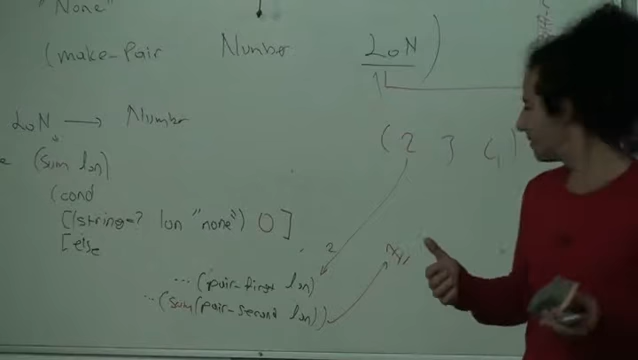 "None"
(make-pair Number LoN)
LoN → Number
(sum lon)
(cond
[(string=? lon "none") 0]
[else
2
... (pair-first lon)
... (sum(pair-second lon))
(2 3